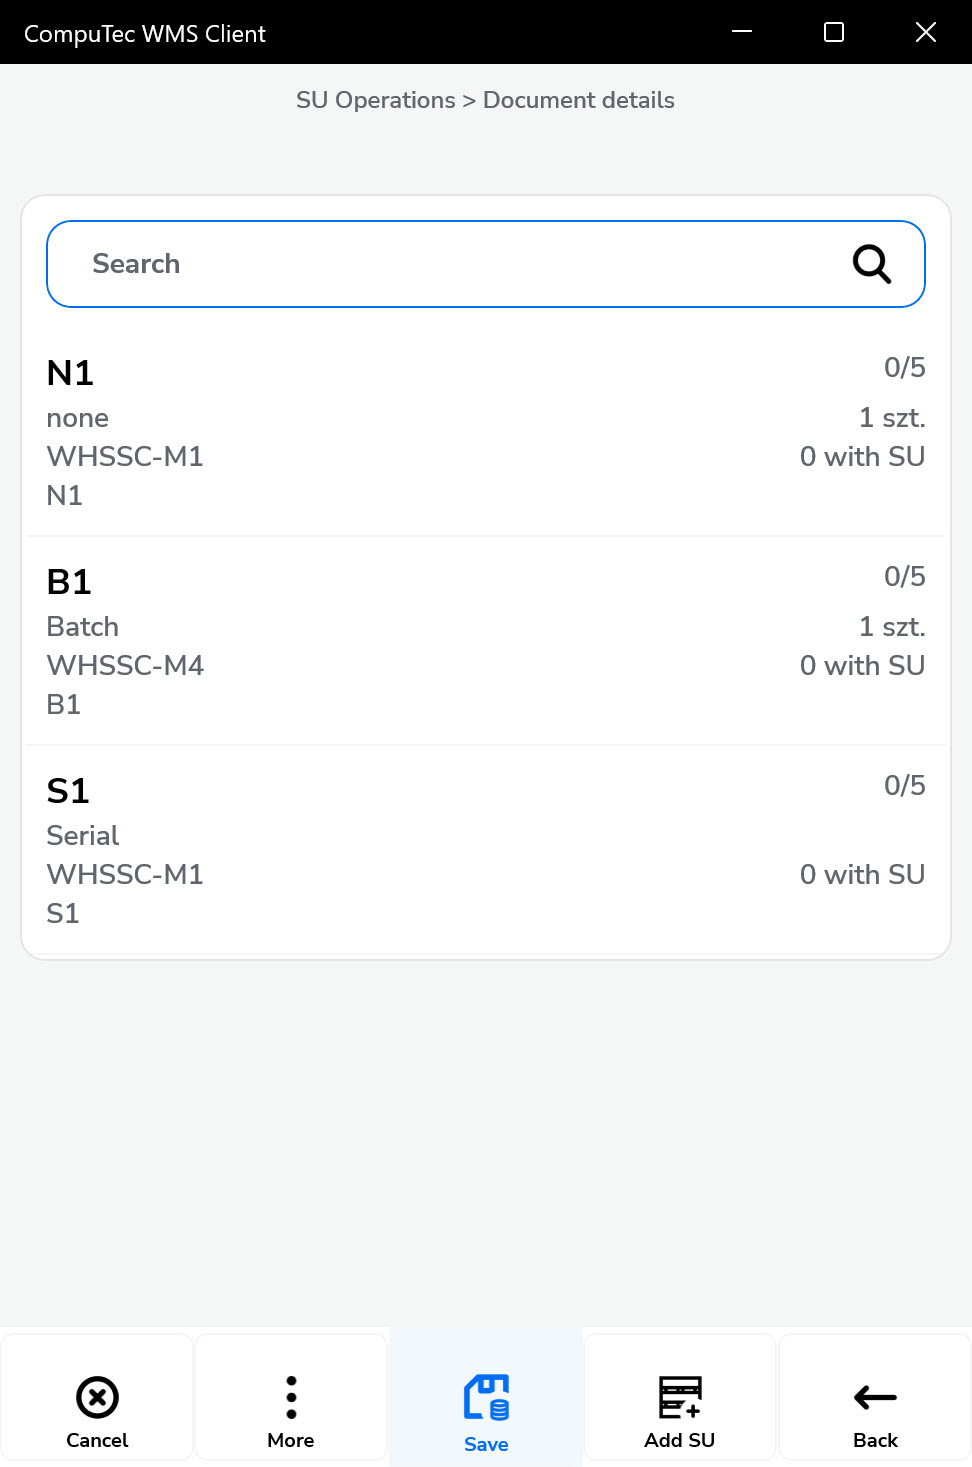 CompuTec WMS Client
SU Operations > Document details
Search
N1 0/5
none 1 szt.
WHSSC-M1 0 with SU
N1
B1 0/5
Batch 1 szt.
WHSSC-M4 0 with SU
B1
S1 0/5
Serial
WHSSC-M1 0 with SU
S1
Cancel More Save Add SU Back